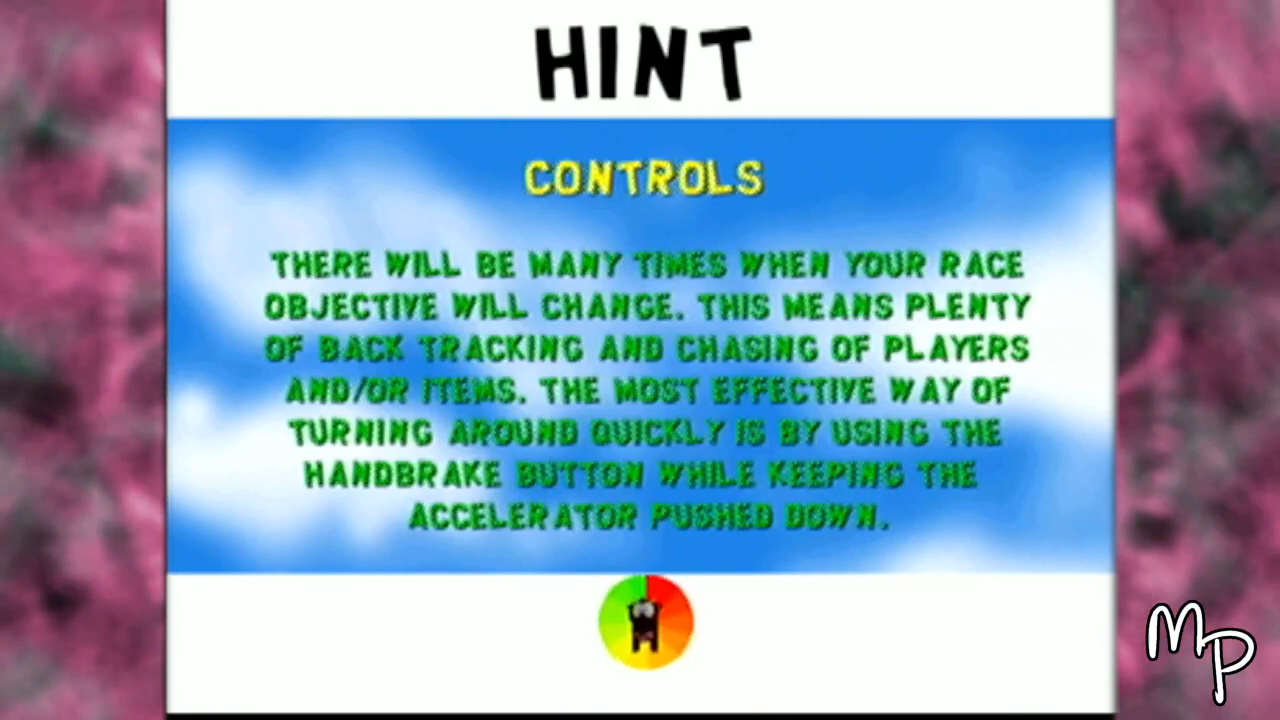 HINT
CONTROLS
THERE WILL BE MANY TIMES WHEN YOUR RACE
OBJECTIVE WILL CHANGE. THIS MEANS PLENTY
OF BACK TRACKING AND CHASING OF PLAYERS
AND/OR ITEMS. THE MOST EFFECTIVE WAY OF
TURNING AROUND QUICKLY IS BY USING THE
HANDBRAKE BUTTON WHILE KEEPING THE
ACCELERATOR PUSHED DOWN.
MP